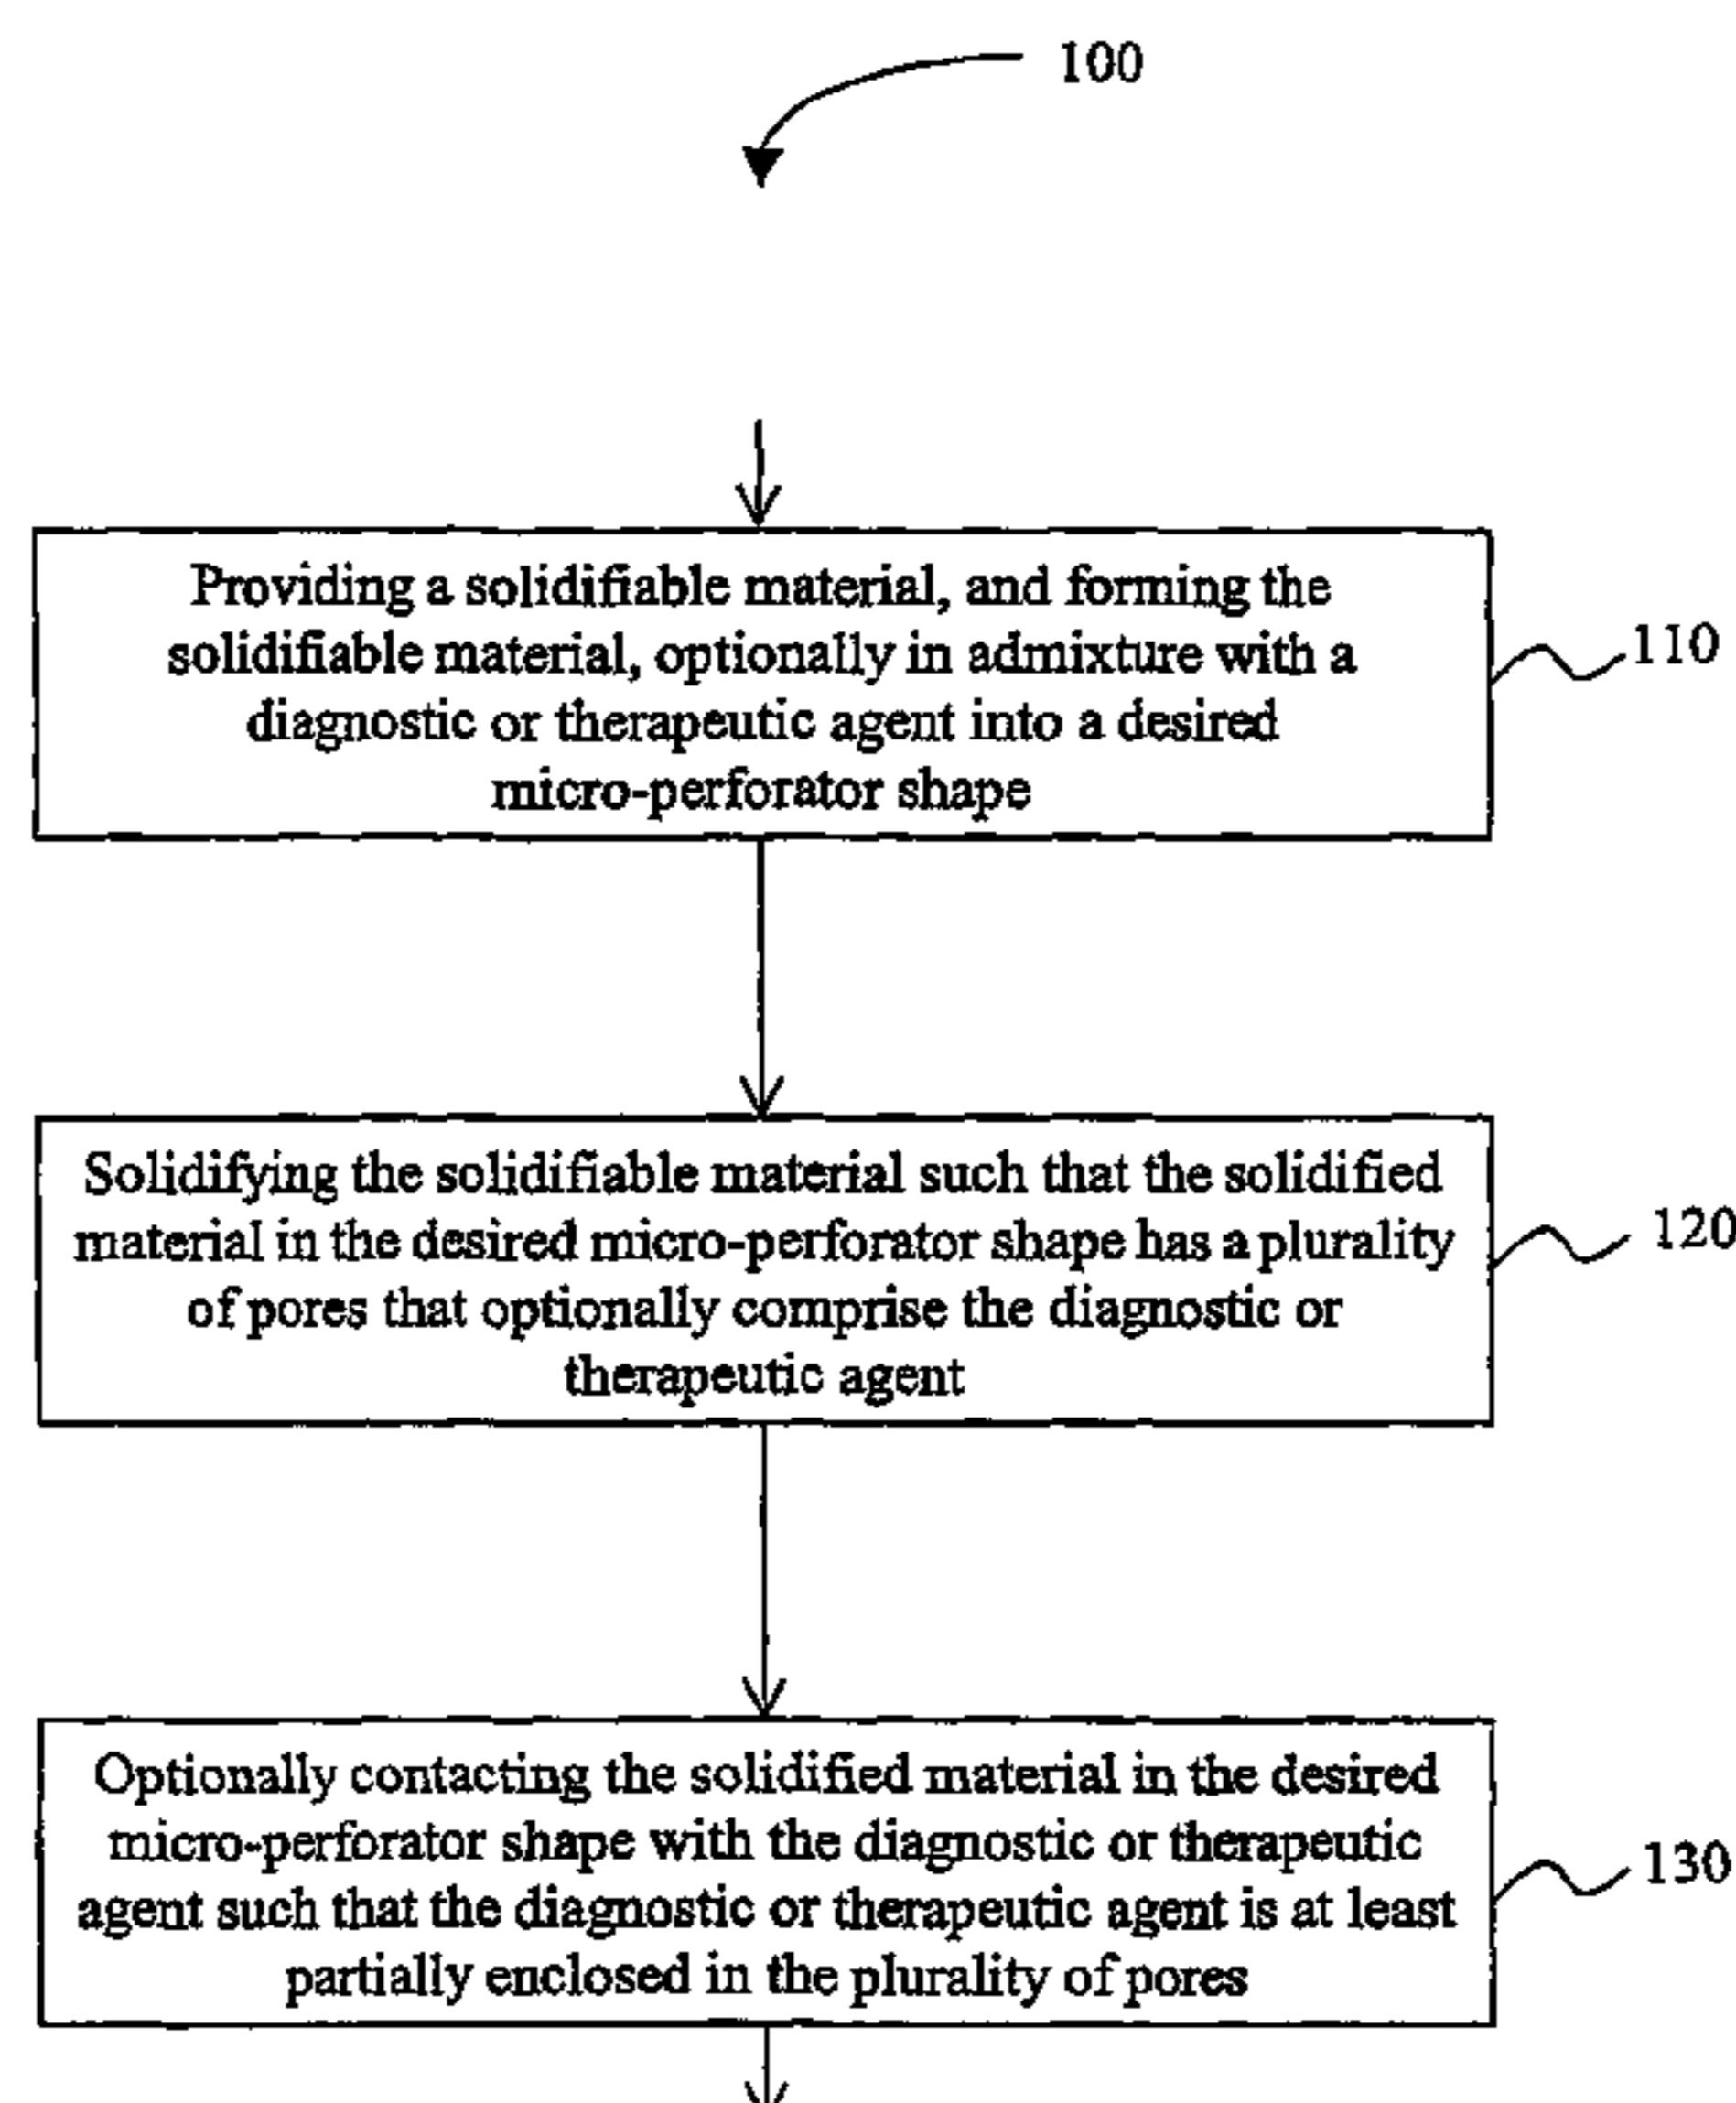 100
Providing a solidifiable material, and forming the
solidifiable material, optionally in admixture with a
diagnostic or therapeutic agent into a desired
micro-perforator shape
110
Solidifying the solidifiable material such that the solidified
material in the desired micro-perforator shape has a plurality
of pores that optionally comprise the diagnostic or
therapeutic agent
120
Optionally contacting the solidified material in the desired
micro-perforator shape with the diagnostic or therapeutic
agent such that the diagnostic or therapeutic agent is at least
partially enclosed in the plurality of pores
130